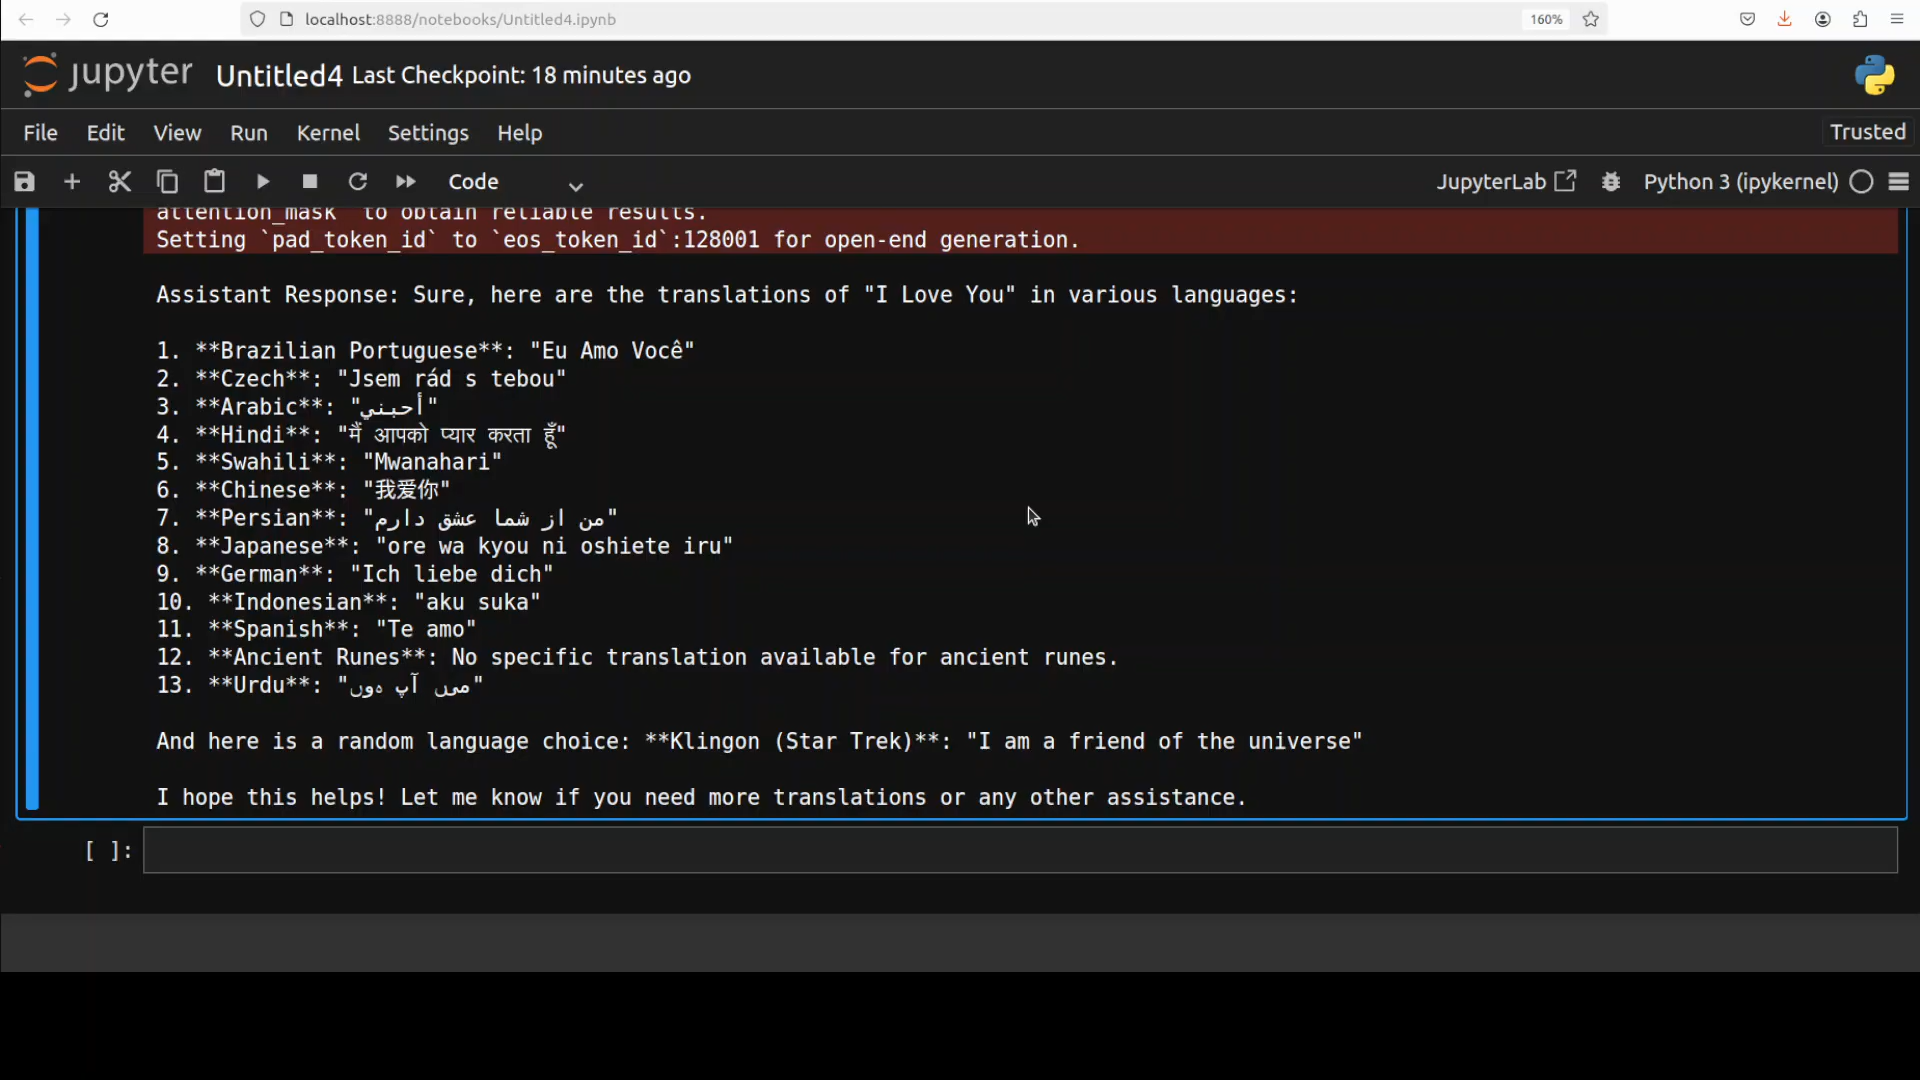 localhost:8888/notebooks/Untitled4.ipynb
160%
jupyter Untitled4 Last Checkpoint: 18 minutes ago
File Edit View Run Kernel Settings Help
Trusted
Code
JupyterLab
Python 3 (ipykernel)
attention_mask` to obtain reliable results.
Setting `pad_token_id` to `eos_token_id`:128001 for open-end generation.
Assistant Response: Sure, here are the translations of "I Love You" in various languages:
1. **Brazilian Portuguese**: "Eu Amo Você"
2. **Czech**: "Jsem rád s tebou"
3. **Arabic**: "أحبني"
4. **Hindi**: "मैं आपको प्यार करता हूँ"
5. **Swahili**: "Mwanahari"
6. **Chinese**: "我爱你"
7. **Persian**: "من از شما عشق دارم"
8. **Japanese**: "ore wa kyou ni oshiete iru"
9. **German**: "Ich liebe dich"
10. **Indonesian**: "aku suka"
11. **Spanish**: "Te amo"
12. **Ancient Runes**: No specific translation available for ancient runes.
13. **Urdu**: "میں آپ ہوں"
And here is a random language choice: **Klingon (Star Trek)**: "I am a friend of the universe"
I hope this helps! Let me know if you need more translations or any other assistance.
[ ]: